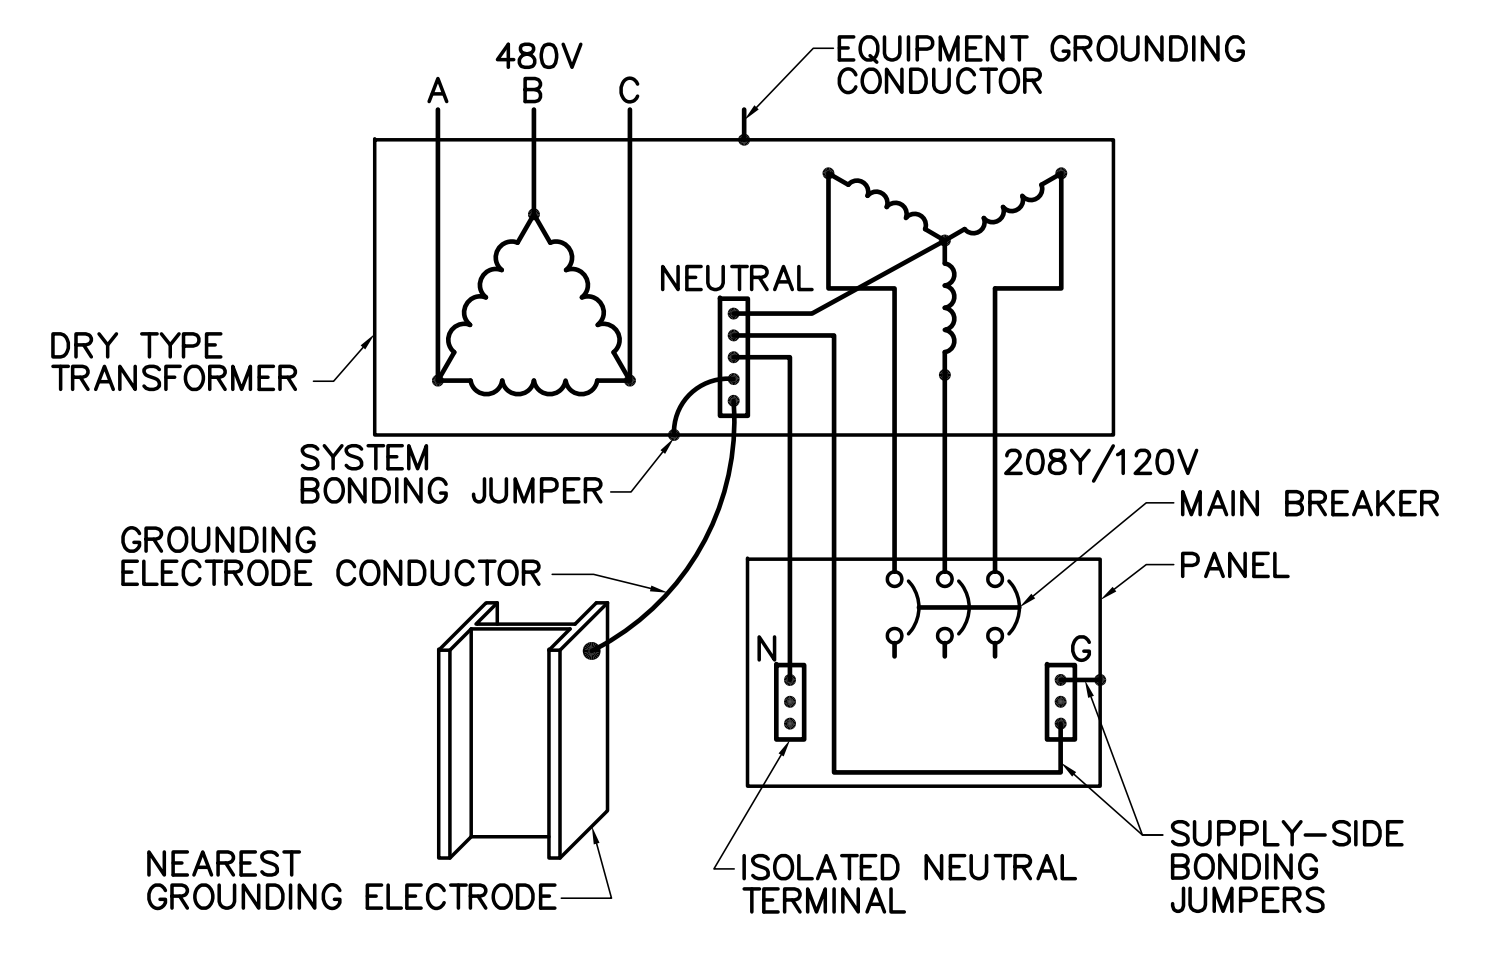 480V
A B C
EQUIPMENT GROUNDING
CONDUCTOR
NEUTRAL
DRY TYPE
TRANSFORMER
SYSTEM
BONDING JUMPER
208Y/120V
MAIN BREAKER
GROUNDING
ELECTRODE CONDUCTOR
PANEL
N
G
NEAREST
GROUNDING ELECTRODE
ISOLATED NEUTRAL
TERMINAL
SUPPLY-SIDE
BONDING
JUMPERS